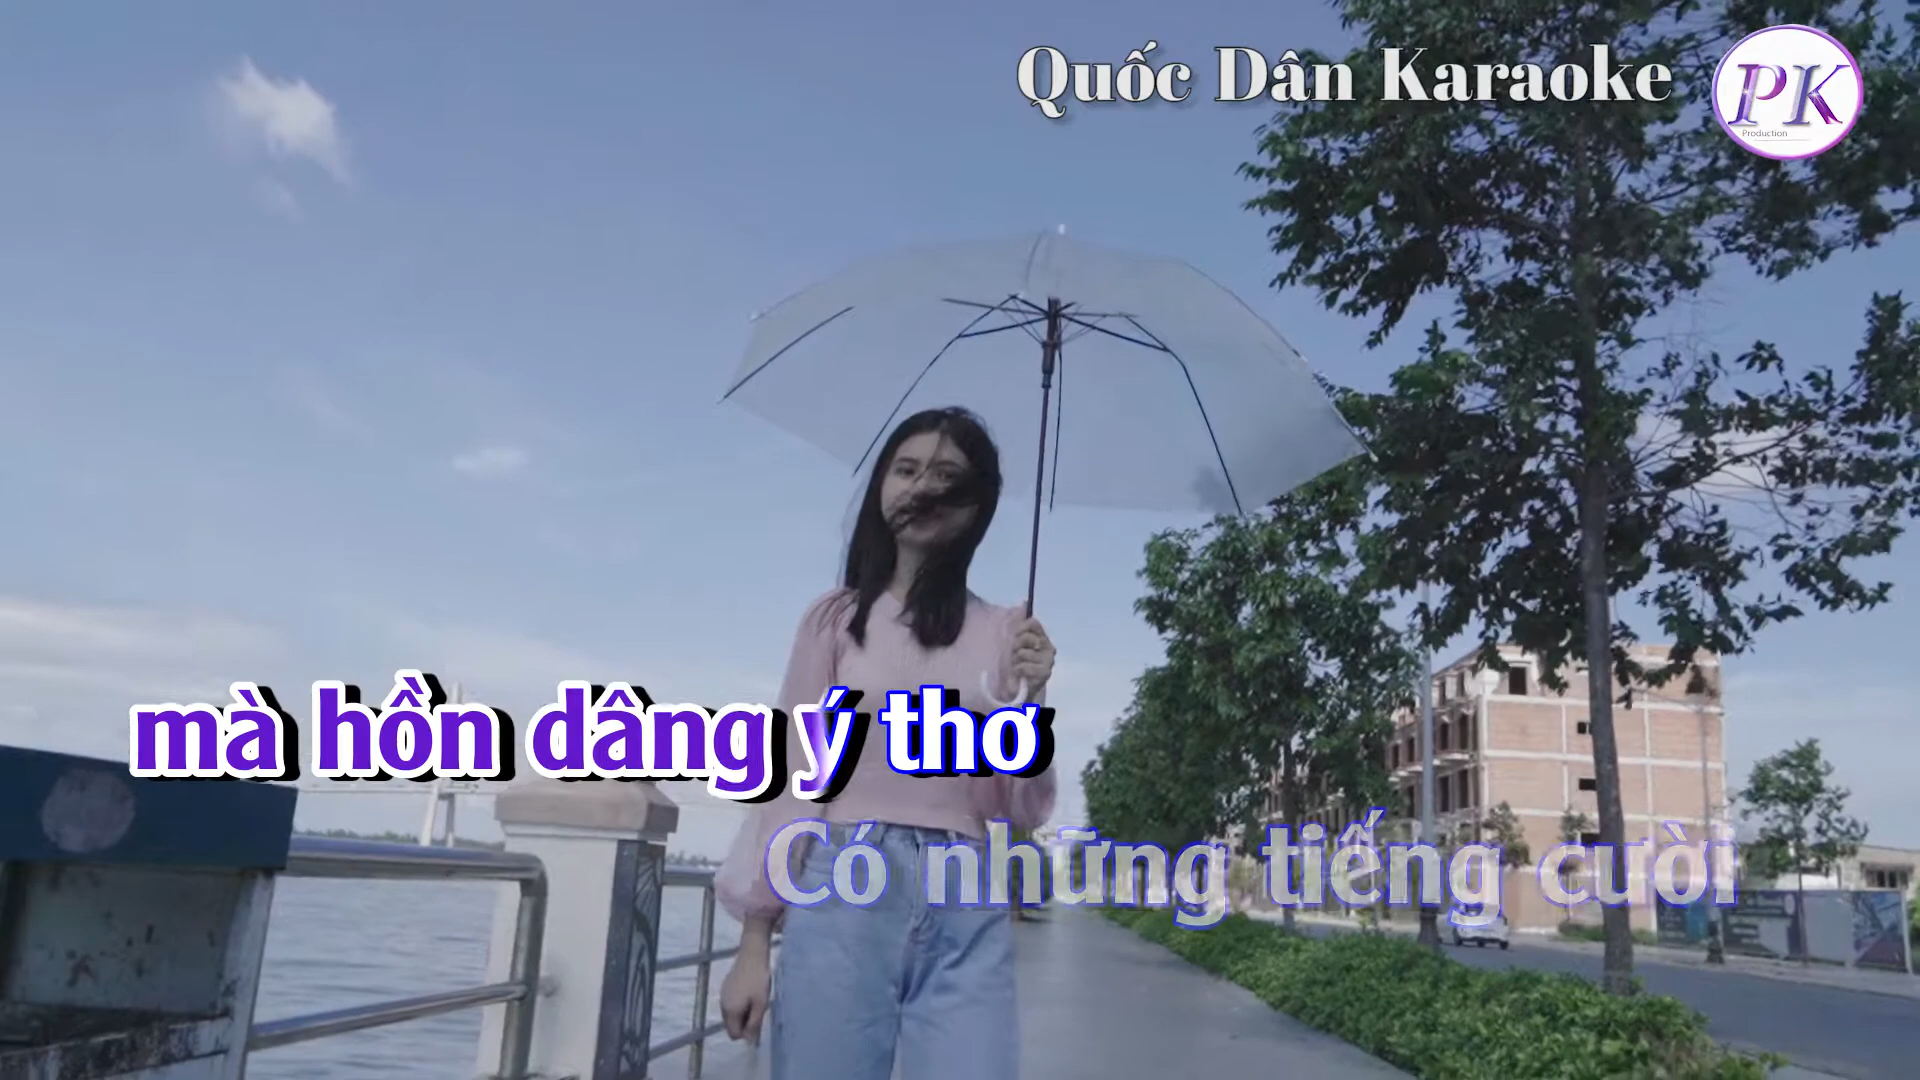 Quốc Dân Karaoke
PK
Production
mà hồn dâng ý thơ
Có những tiếng cười